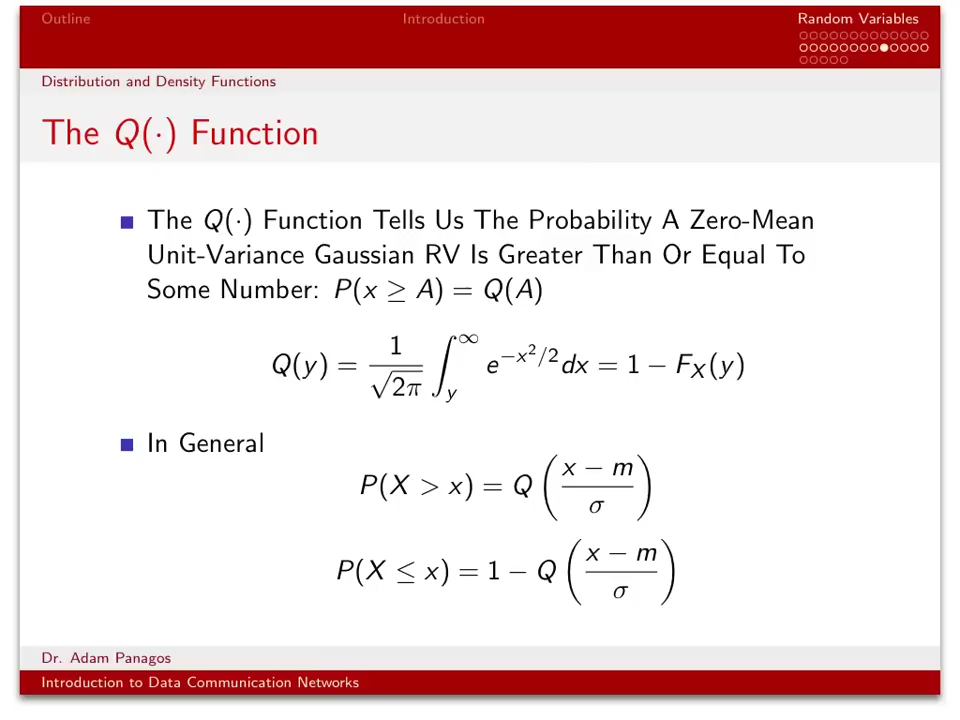 Outline Introduction Random Variables
Distribution and Density Functions
The Q(·) Function
The Q(·) Function Tells Us The Probability A Zero-Mean
Unit-Variance Gaussian RV Is Greater Than Or Equal To
Some Number: P(x ≥ A) = Q(A)
Q(y) = 1/√2π ∫_y^∞ e^{−x²/2} dx = 1 − F_X(y)
In General
P(X > x) = Q((x − m)/σ)
P(X ≤ x) = 1 − Q((x − m)/σ)
Dr. Adam Panagos
Introduction to Data Communication Networks